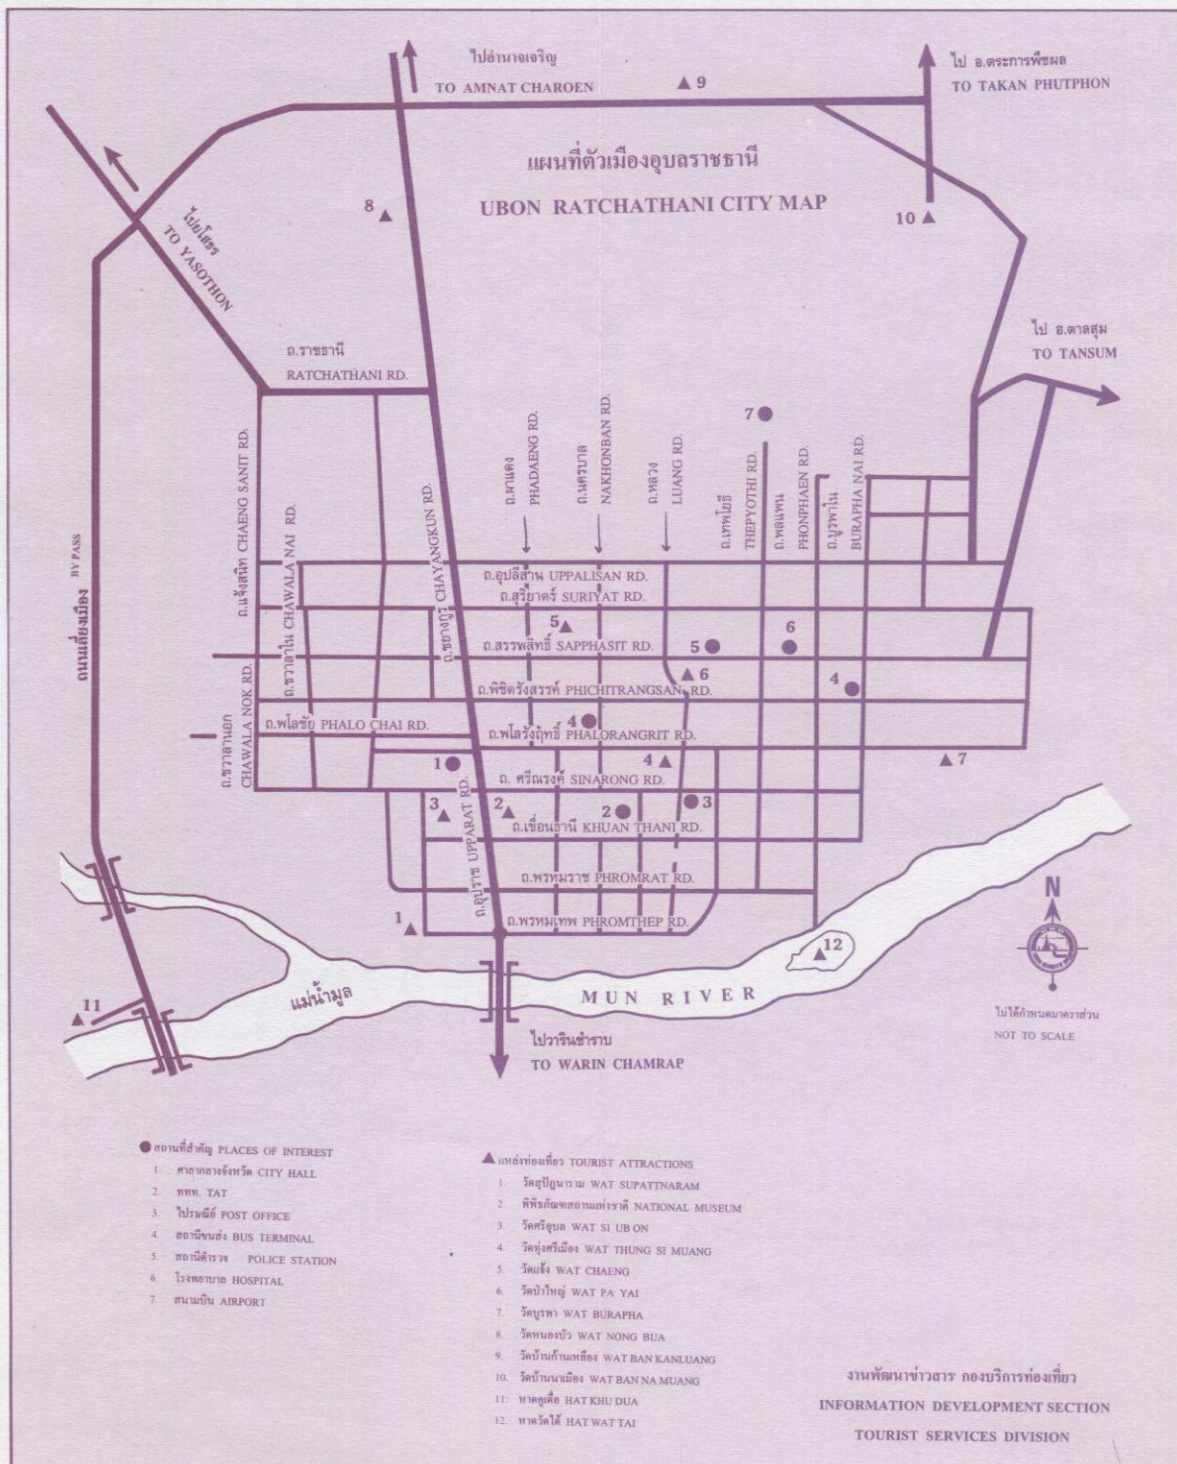 ไปอำนาจเจริญ
TO AMNAT CHAROEN
9
ไป อ.ตระการพืชผล
TO TAKAN PHUTPHON
แผนที่ตัวเมืองอุบลราชธานี
UBON RATCHATHANI CITY MAP
8
10
ไปยโสธร
TO YASOTHON
ไป อ.ตาลสุม
TO TANSUM
ถ.ราชธานี
RATCHATHANI RD.
7
ถ.แจ้งสนิท CHAENG SANIT RD.
ถ.ชวาลาใน CHAWALA NAI RD.
ถ.ชยางกูร CHAYANGKUN RD.
ถ.ผาแดง
PHADAENG RD.
ถ.นครบาล
NAKHONBAN RD.
ถ.หลวง
LUANG RD.
ถ.เทพโยธี
THEPYOTHI RD.
ถ.พลแพน
PHONPHAEN RD.
ถ.บูรพาใน
BURAPHA NAI RD.
ถนนเลี่ยงเมือง BY PASS
ถ.อุปลีสาน UPPALISAN RD.
ถ.สุริยาตร์ SURIYAT RD.
5
6
ถ.สรรพสิทธิ์ SAPPHASIT RD.
5
6
4
ถ.พิชิตรังสรรค์ PHICHITRANGSAN RD.
ถ.ชวาลานอก
CHAWALA NOK RD.
ถ.พโลชัย PHALO CHAI RD.
4
ถ.พโลรังฤทธิ์ PHALORANGRIT RD.
1
4
7
ถ. ศรีณรงค์ SINARONG RD.
3
2
2
3
ถ.เขื่อนธานี KHUAN THANI RD.
ถ.อุปราช UPPARAT RD.
ถ.พรหมราช PHROMRAT RD.
1
ถ.พรหมเทพ PHROMTHEP RD.
N
12
11
แม่น้ำมูล
MUN RIVER
ไม่ได้กำหนดมาตราส่วน
NOT TO SCALE
ไปวารินชำราบ
TO WARIN CHAMRAP
สถานที่สำคัญ PLACES OF INTEREST
1. ศาลากลางจังหวัด CITY HALL
2. ททท. TAT
3. ไปรษณีย์ POST OFFICE
4. สถานีขนส่ง BUS TERMINAL
5. สถานีตำรวจ POLICE STATION
6. โรงพยาบาล HOSPITAL
7. สนามบิน AIRPORT
แหล่งท่องเที่ยว TOURIST ATTRACTIONS
1. วัดสุปัฏนาราม WAT SUPATTNARAM
2. พิพิธภัณฑสถานแห่งชาติ NATIONAL MUSEUM
3. วัดศรีอุบล WAT SI UB ON
4. วัดทุ่งศรีเมือง WAT THUNG SI MUANG
5. วัดแจ้ง WAT CHAENG
6. วัดป่าใหญ่ WAT PA YAI
7. วัดบูรพา WAT BURAPHA
8. วัดหนองบัว WAT NONG BUA
9. วัดบ้านก้านเหลือง WAT BAN KANLUANG
10. วัดบ้านนาเมือง WAT BAN NA MUANG
11. หาดคูเดื่อ HAT KHU DUA
12. หาดวัดใต้ HAT WAT TAI
งานพัฒนาข่าวสาร กองบริการท่องเที่ยว
INFORMATION DEVELOPMENT SECTION
TOURIST SERVICES DIVISION